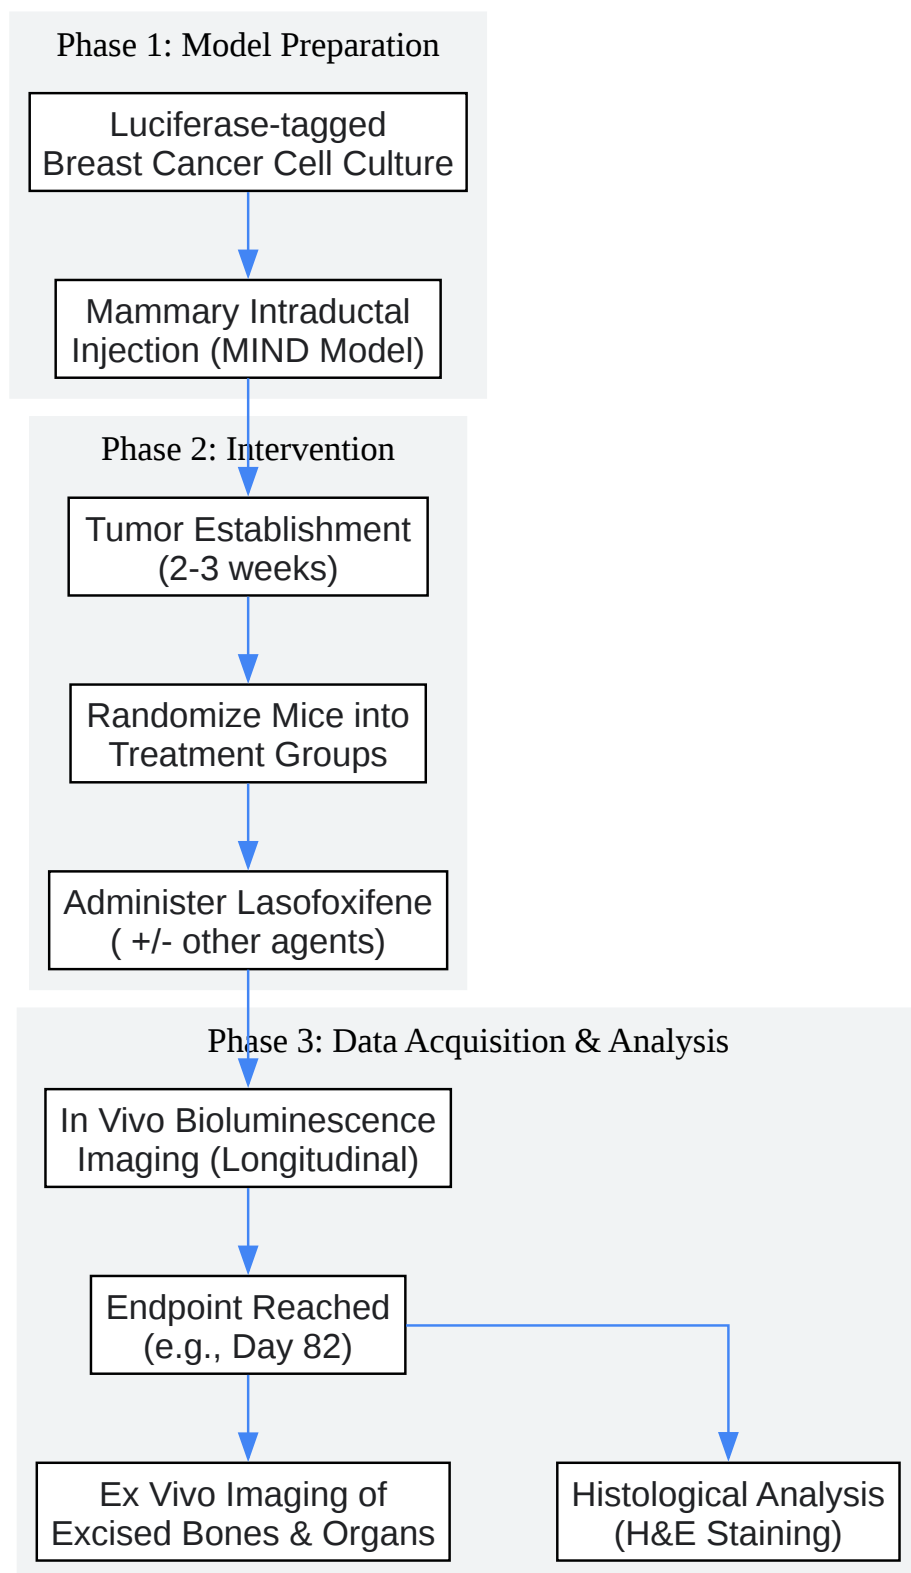 Phase 1: Model Preparation
Luciferase-tagged
Breast Cancer Cell Culture
Mammary Intraductal
Injection (MIND Model)
Phase 2: Intervention
Tumor Establishment
(2-3 weeks)
Randomize Mice into
Treatment Groups
Administer Lasofoxifene
( +/- other agents)
Phase 3: Data Acquisition & Analysis
In Vivo Bioluminescence
Imaging (Longitudinal)
Endpoint Reached
(e.g., Day 82)
Ex Vivo Imaging of
Excised Bones & Organs
Histological Analysis
(H&E Staining)